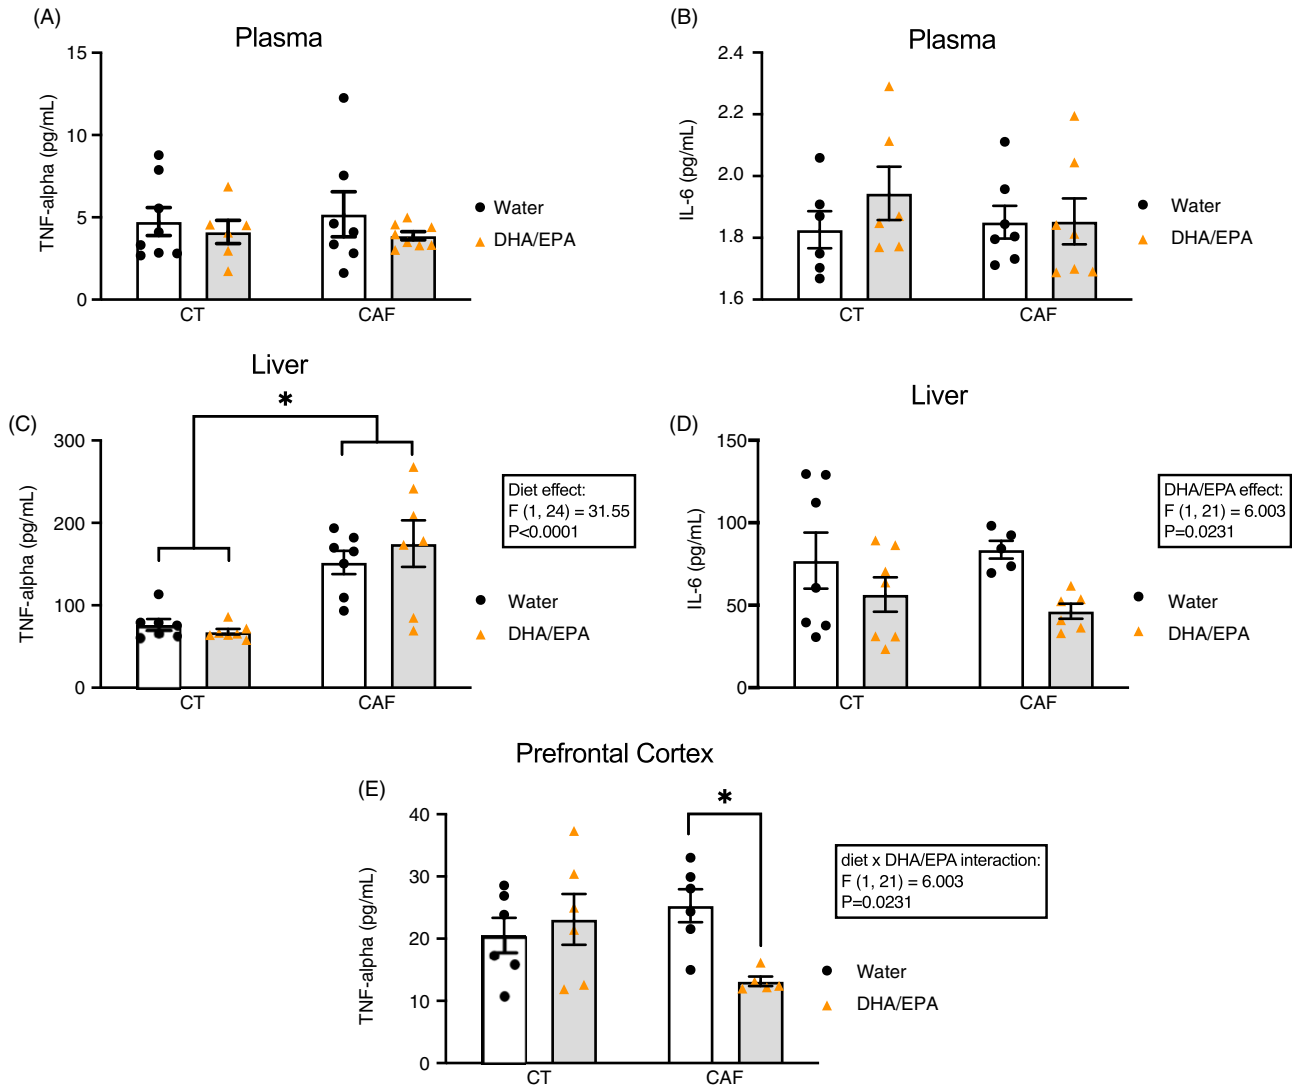 (A)
Plasma
TNF-alpha (pg/mL)
15
10
5
0
CT
CAF
Water
DHA/EPA
(B)
Plasma
IL-6 (pg/mL)
2.4
2.2
2.0
1.8
1.6
CT
CAF
Water
DHA/EPA
(C)
Liver
*
TNF-alpha (pg/mL)
300
200
100
0
CT
CAF
Diet effect:
F (1, 24) = 31.55
P<0.0001
Water
DHA/EPA
(D)
Liver
IL-6 (pg/mL)
150
100
50
0
CT
CAF
DHA/EPA effect:
F (1, 21) = 6.003
P=0.0231
Water
DHA/EPA
(E)
Prefrontal Cortex
*
TNF-alpha (pg/mL)
40
30
20
10
0
CT
CAF
diet x DHA/EPA interaction:
F (1, 21) = 6.003
P=0.0231
Water
DHA/EPA